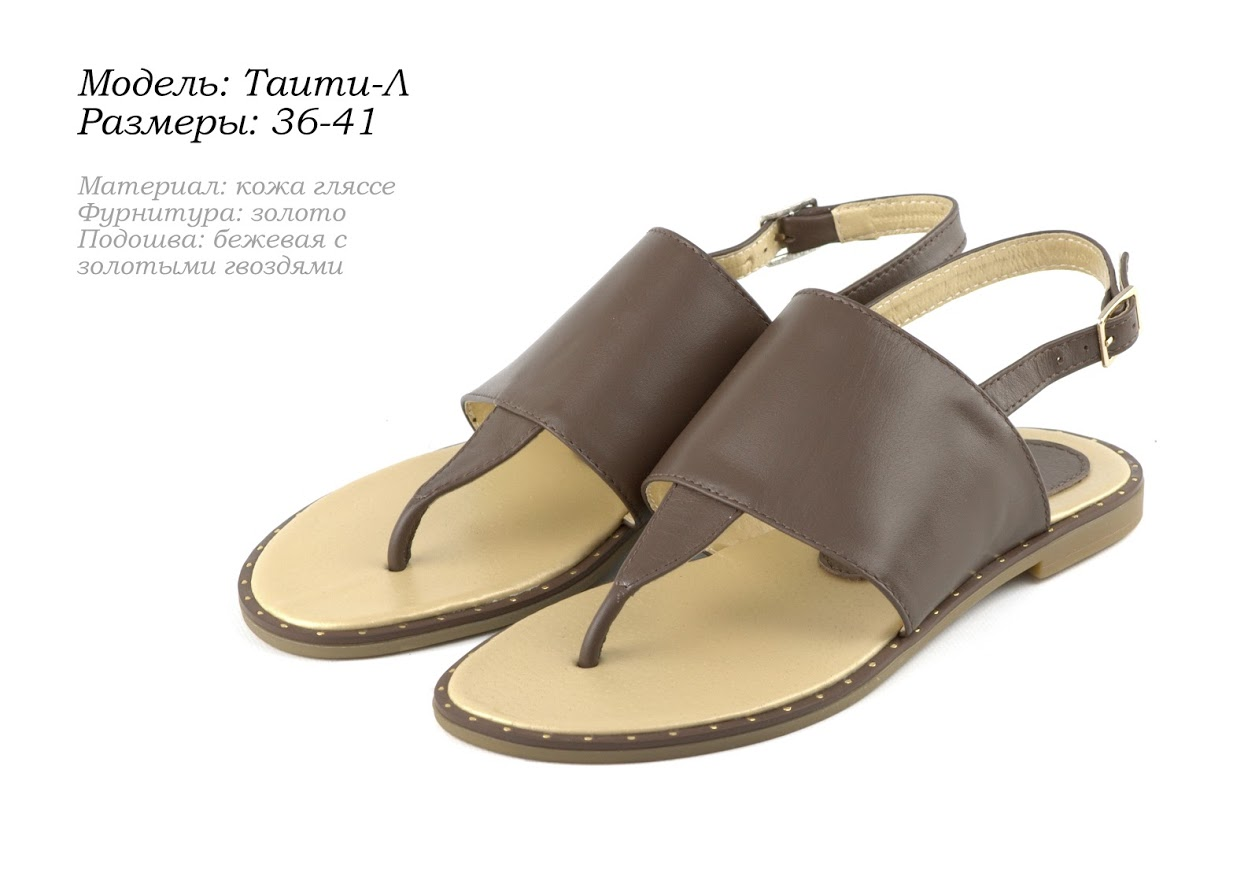 Модель: Таити-Л
Размеры: 36-41
Материал: кожа гляссе
Фурнитура: золото
Подошва: бежевая с
золотыми гвоздями